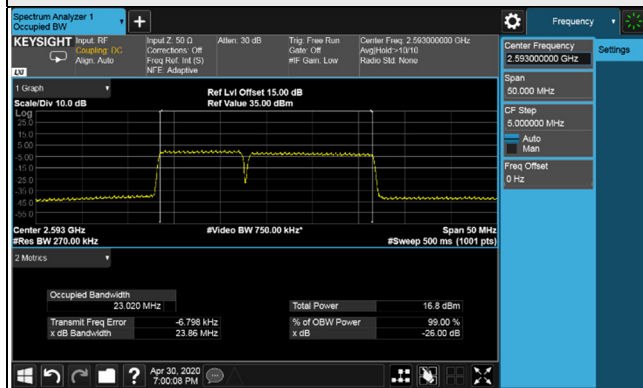 Spectrum Analyzer 1
Occupied BW
Frequency
KEYSIGHT
Input: RF
Coupling: DC
Align: Auto
Input Z: 50 Ω
Corrections: Off
Freq Ref: Int (S)
NFE: Adaptive
Atten: 30 dB
Trig: Free Run
Gate: Off
#IF Gain: Low
Center Freq: 2.593000000 GHz
Avg|Hold:>10/10
Radio Std: None
LXI
Center Frequency
2.593000000 GHz
Settings
Span
50.000 MHz
CF Step
5.000000 MHz
Auto
Man
Freq Offset
0 Hz
1 Graph
Scale/Div 10.0 dB
Ref Lvl Offset 15.00 dB
Ref Value 35.00 dBm
Log
25.0
15.0
5.00
-5.00
-15.0
-25.0
-35.0
-45.0
-55.0
Center 2.593 GHz
#Res BW 270.00 kHz
#Video BW 750.00 kHz*
Span 50 MHz
#Sweep 500 ms (1001 pts)
2 Metrics
Occupied Bandwidth
23.020 MHz
Total Power
16.8 dBm
Transmit Freq Error
-6.798 kHz
% of OBW Power
99.00 %
x dB Bandwidth
23.86 MHz
x dB
-26.00 dB
?
Apr 30, 2020
7:00:08 PM